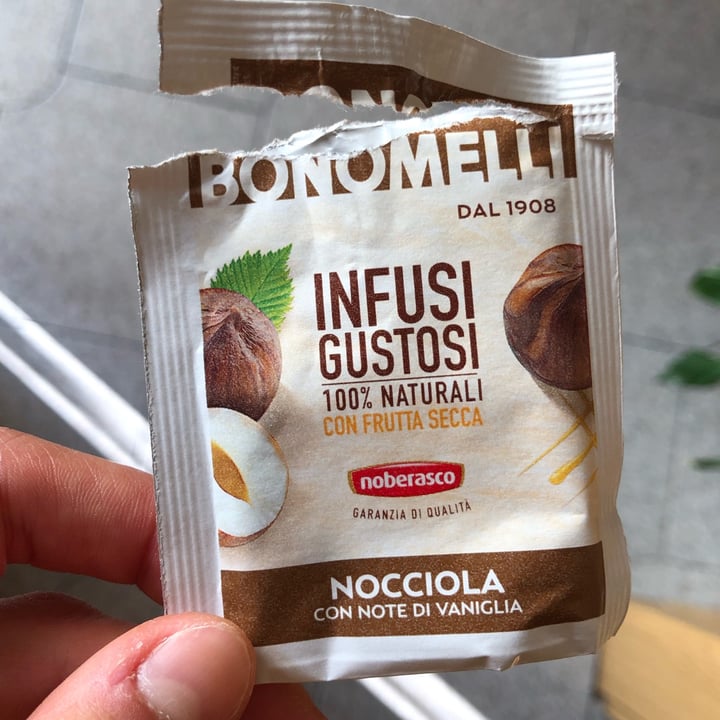 BONOMELLI
DAL 1908
INFUSI
GUSTOSI
100% NATURALI
CON FRUTTA SECCA
noberasco
GARANZIA DI QUALITÀ
NOCCIOLA
CON NOTE DI VANIGLIA